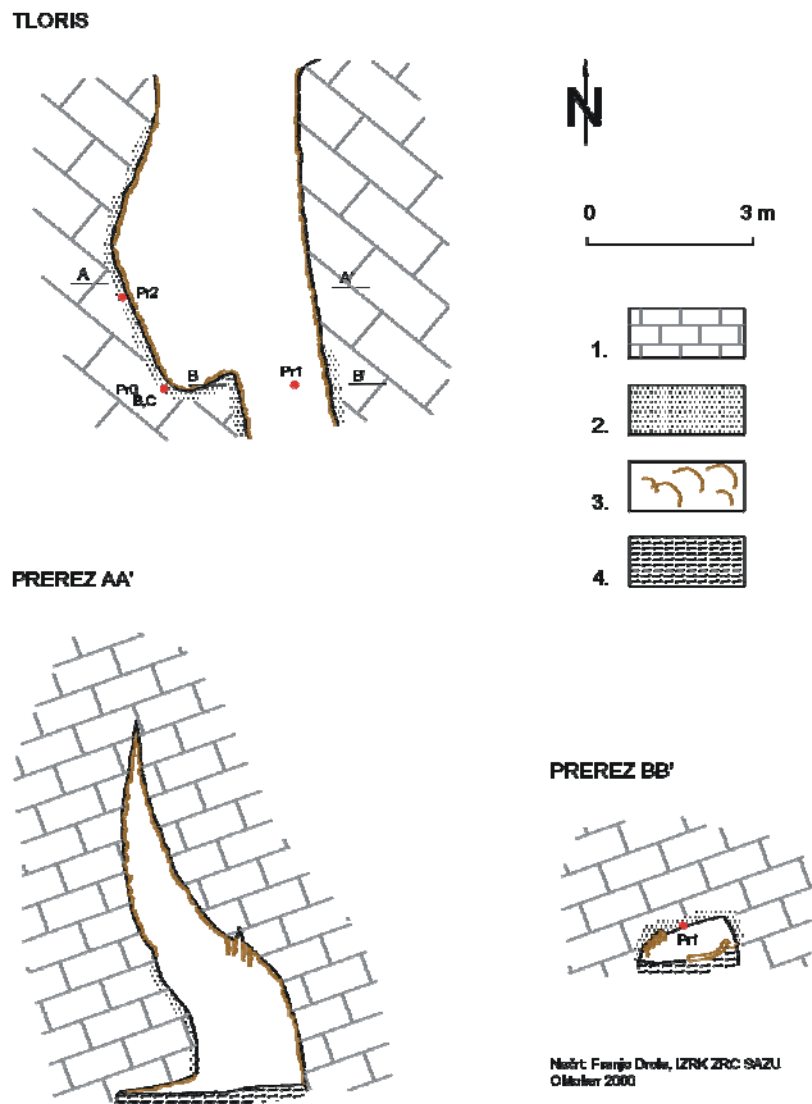 TLORIS
N
0 3 m
A
A'
Pr2
B
Pr1
B'
Pr3
B,C
1.
2.
3.
4.
PREREZ AA'
PREREZ BB'
Pr1
Načrt: Franjo Drole, IZRK ZRC SAZU
Oktober 2000